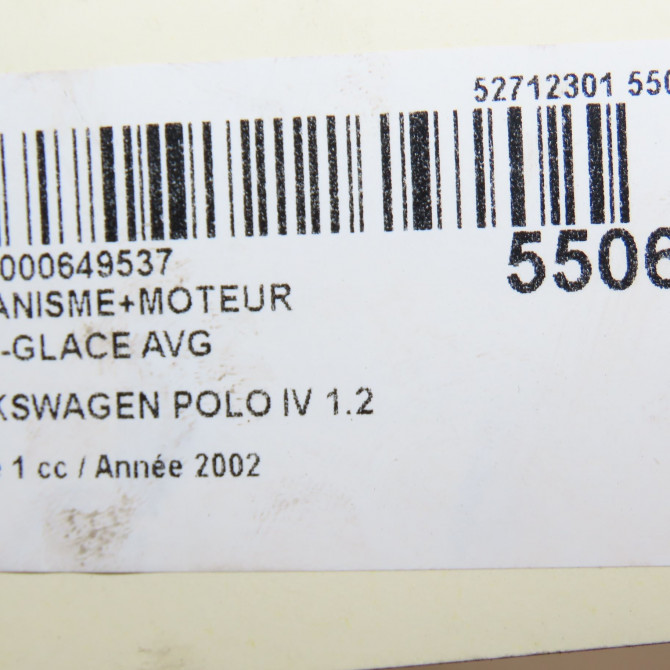 52712301 550
000649537
5506
ANISME+MOTEUR
-GLACE AVG
KSWAGEN POLO IV 1.2
1 cc / Année 2002